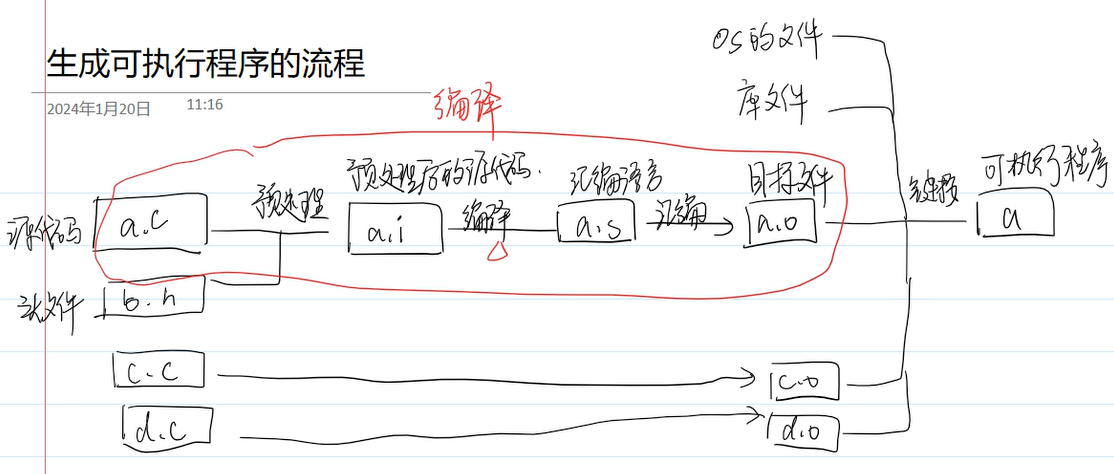 生成可执行程序的流程
2024年1月20日 11:16
OS的文件
库文件
编译
源代码
a.c
预处理
预处理后的源代码.
a.i
编译
汇编语言
a.s
汇编
目标文件
a.o
链接
可执行程序
a
头文件
b.h
c.c
c.o
d.c
d.o